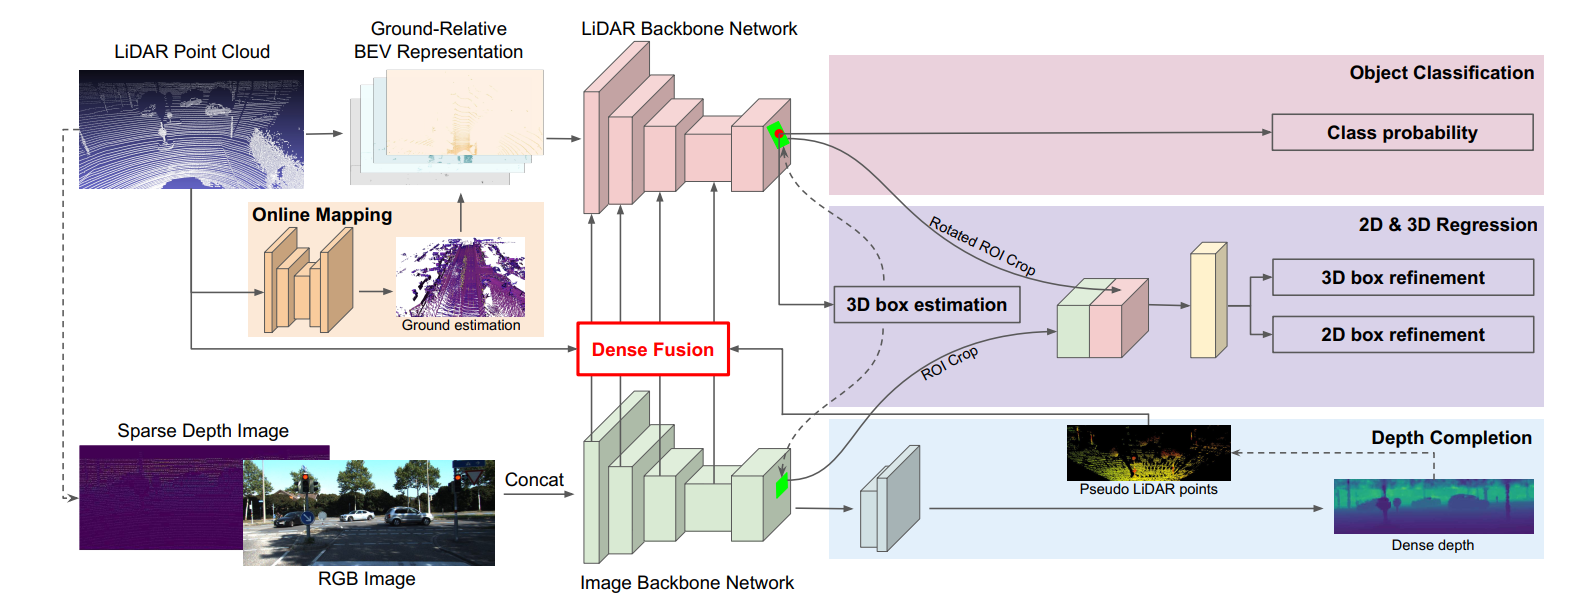 Ground-Relative
BEV Representation
LiDAR Backbone Network
LiDAR Point Cloud
Object Classification
Class probability
Online Mapping
Ground estimation
2D & 3D Regression
Rotated ROI Crop
3D box estimation
3D box refinement
2D box refinement
Dense Fusion
ROI Crop
Sparse Depth Image
Concat
RGB Image
Image Backbone Network
Depth Completion
Pseudo LiDAR points
Dense depth